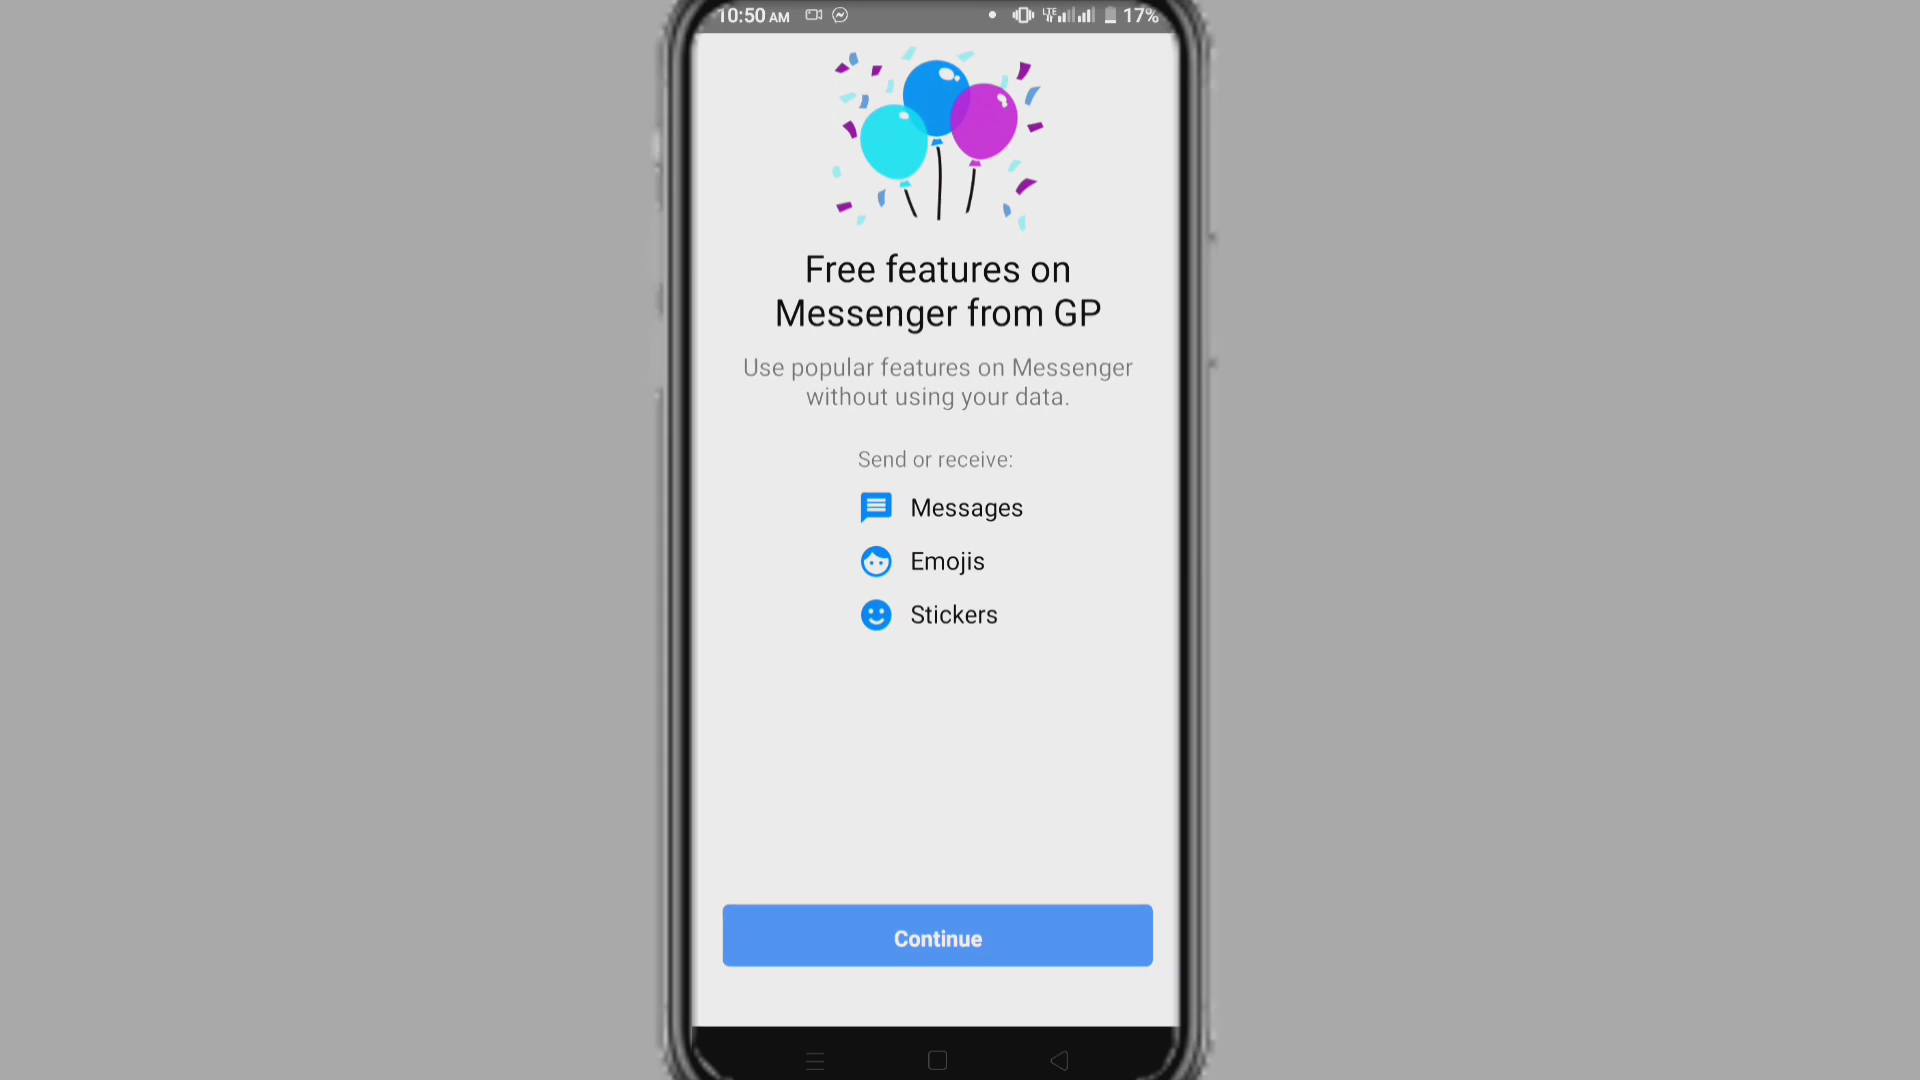 10:50 AM LTE 17%
Free features on
Messenger from GP
Use popular features on Messenger
without using your data.
Send or receive:
Messages
Emojis
Stickers
Continue